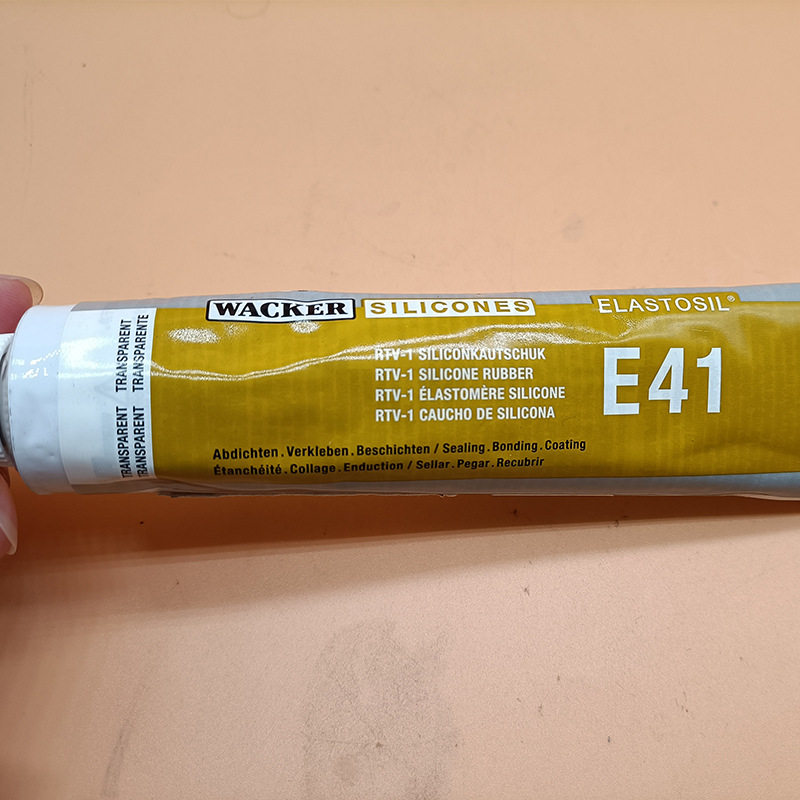 WACKER SILICONES ELASTOSIL®
RTV-1 SILICONKAUTSCHUK
RTV-1 SILICONE RUBBER
RTV-1 ÉLASTOMÈRE SILICONE
RTV-1 CAUCHO DE SILICONA
E41
Abdichten . Verkleben . Beschichten / Sealing . Bonding . Coating
Étanchéité . Collage . Enduction / Sellar . Pegar . Recubrir
TRANSPARENT TRANSPARENT
TRANSPARENT TRANSPARENTE